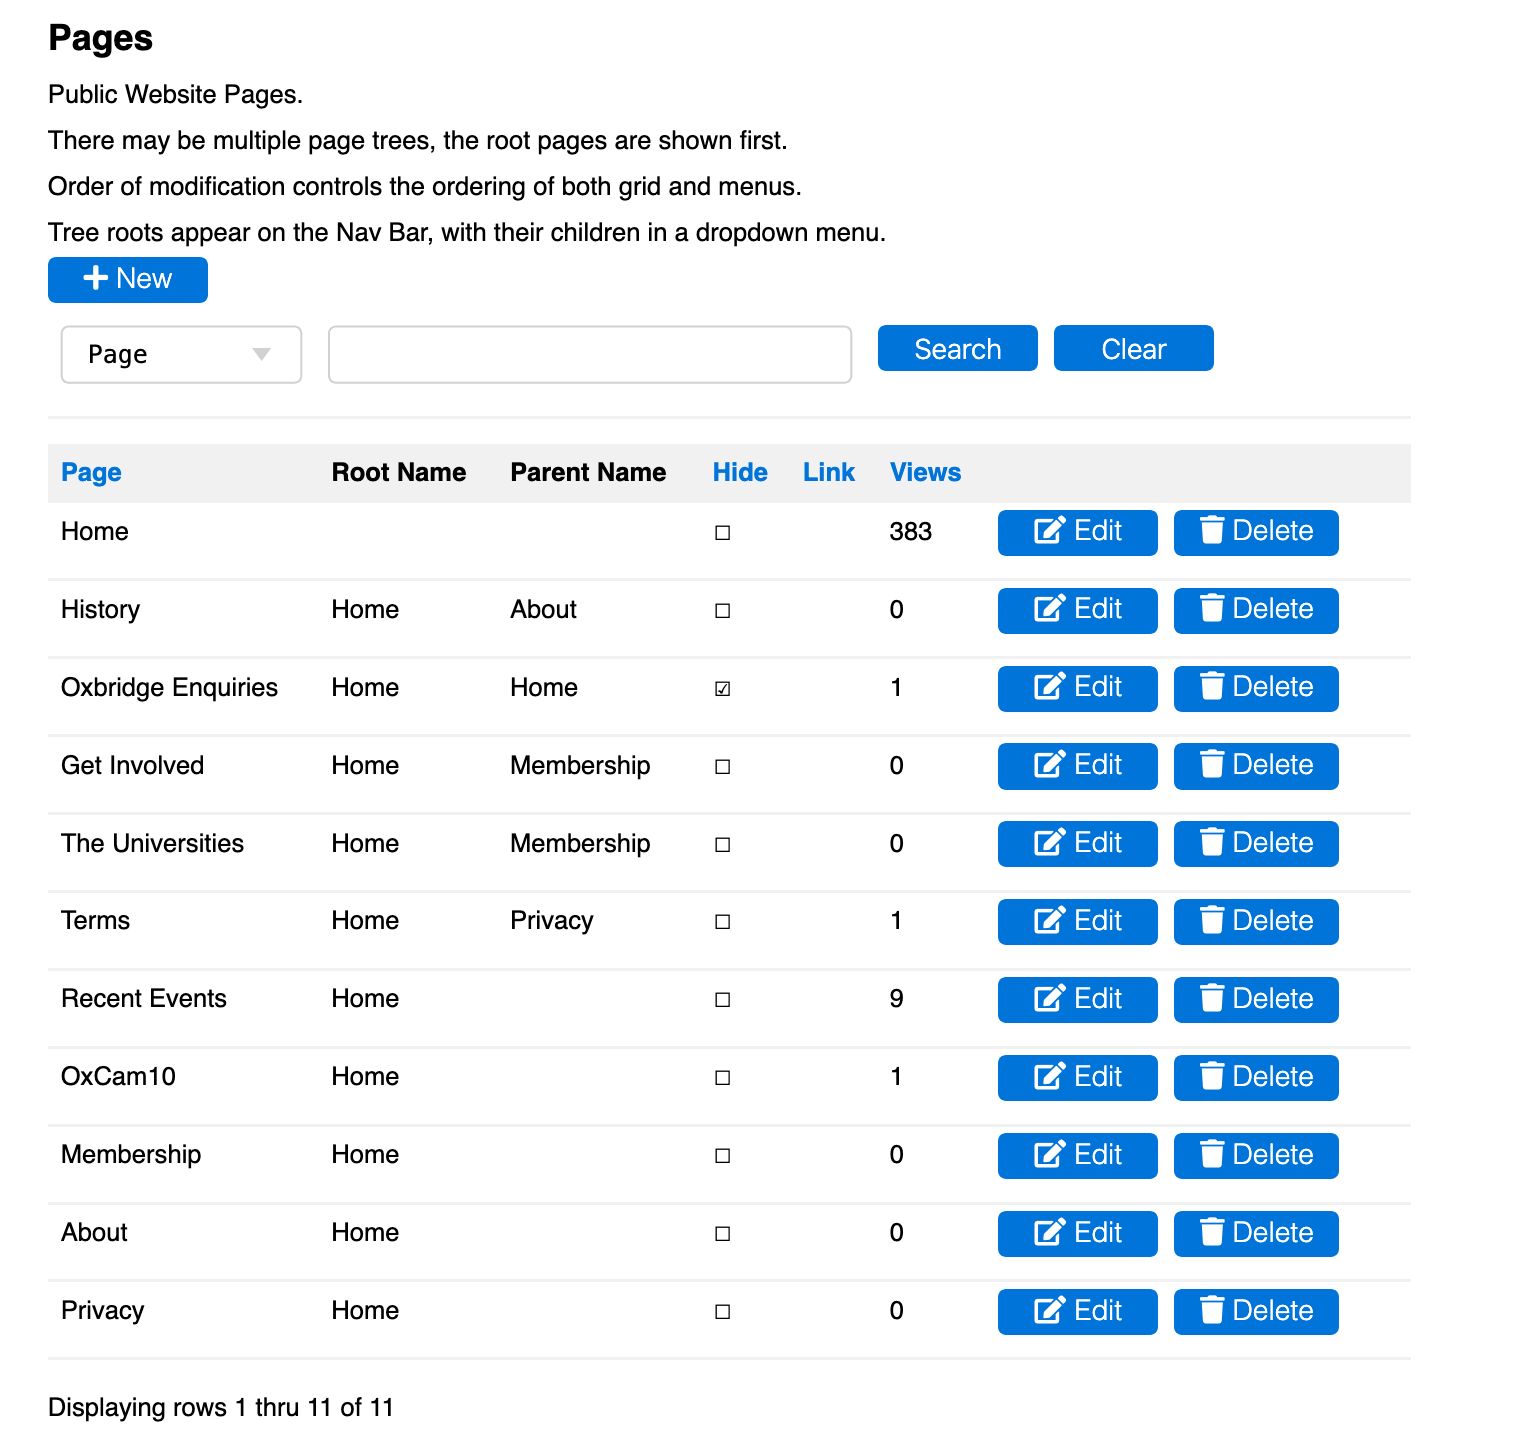 Pages
Public Website Pages.
There may be multiple page trees, the root pages are shown first.
Order of modification controls the ordering of both grid and menus.
Tree roots appear on the Nav Bar, with their children in a dropdown menu.
New
Page Search Clear
Page Root Name Parent Name Hide Link Views
Home 383 Edit Delete
History Home About 0 Edit Delete
Oxbridge Enquiries Home Home 1 Edit Delete
Get Involved Home Membership 0 Edit Delete
The Universities Home Membership 0 Edit Delete
Terms Home Privacy 1 Edit Delete
Recent Events Home 9 Edit Delete
OxCam10 Home 1 Edit Delete
Membership Home 0 Edit Delete
About Home 0 Edit Delete
Privacy Home 0 Edit Delete
Displaying rows 1 thru 11 of 11